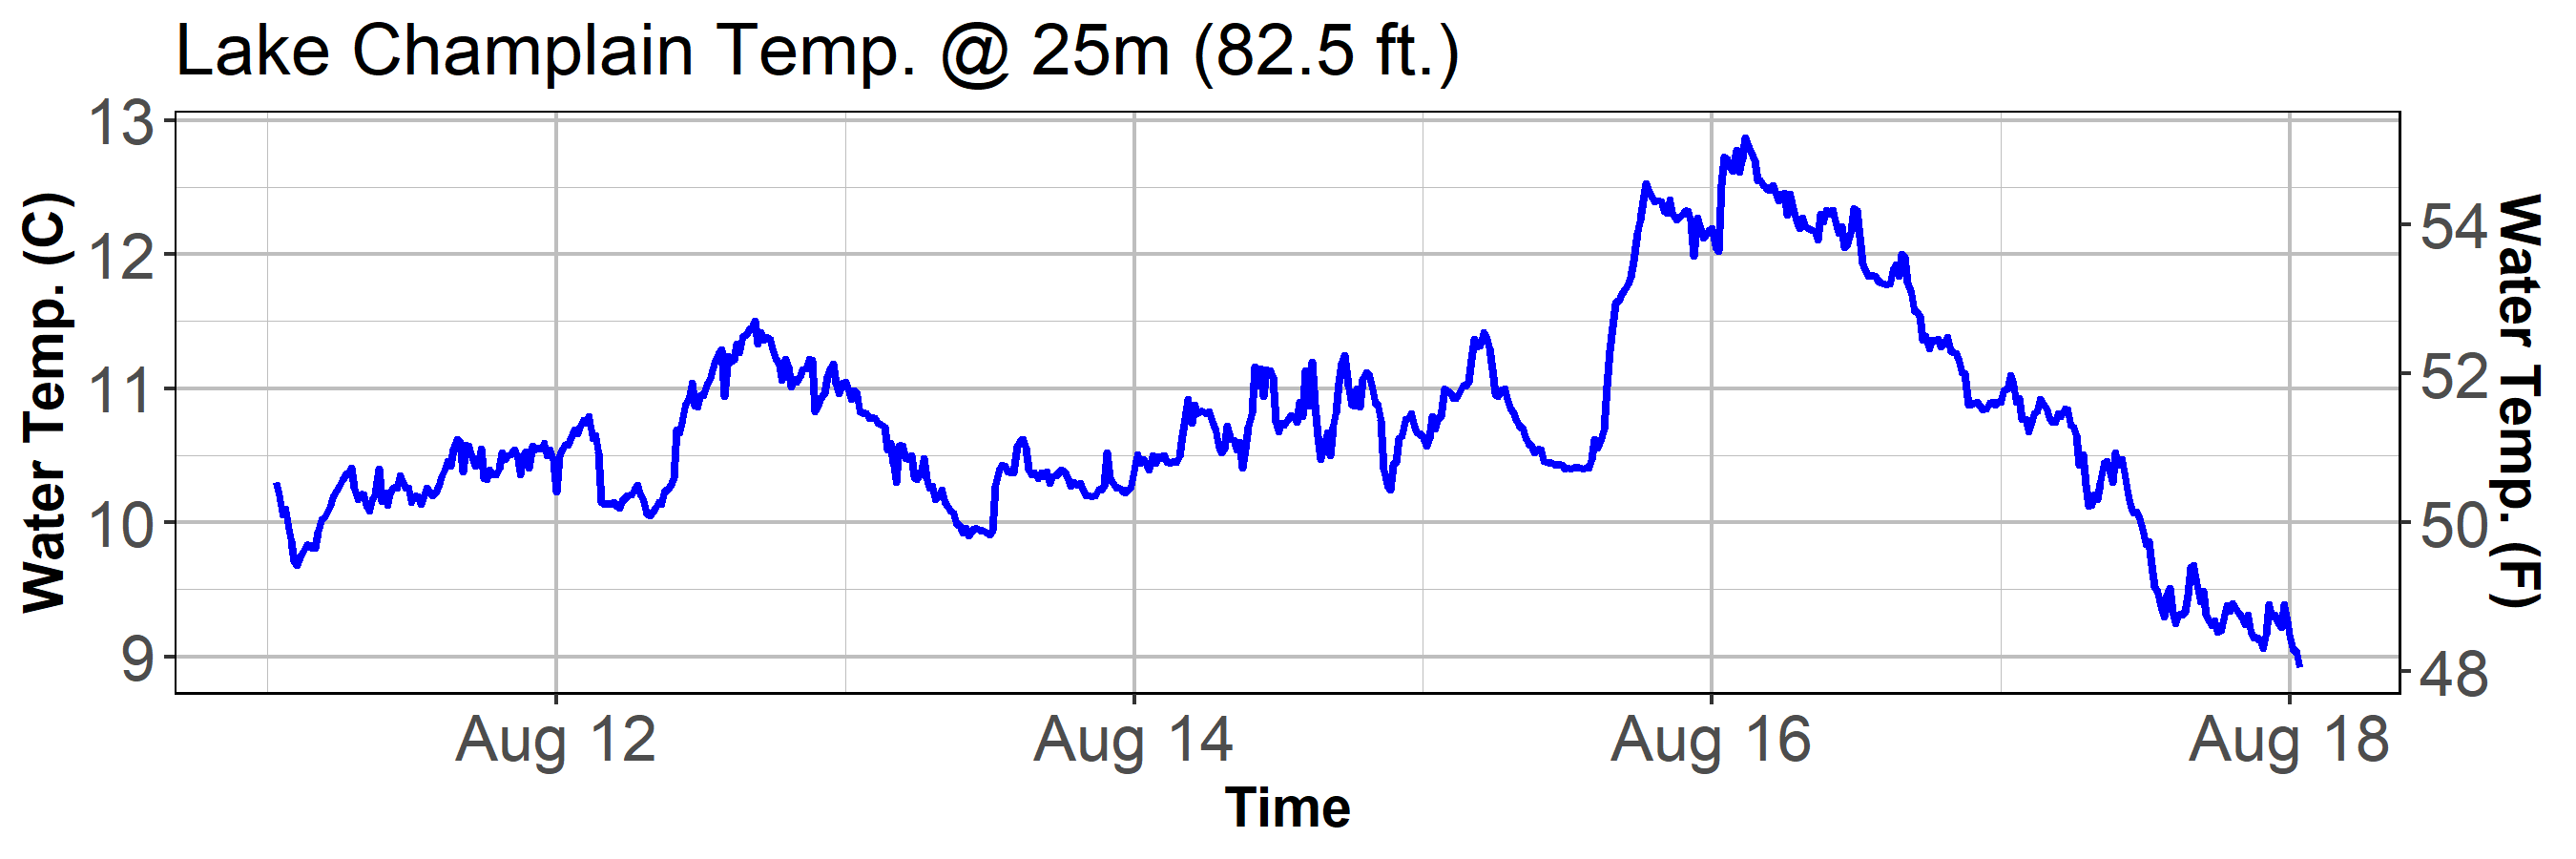 Lake Champlain Temp. @ 25m (82.5 ft.)
Water Temp. (C)
13
12
11
10
9
54
52
50
48
Water Temp. (F)
Aug 12 Aug 14 Aug 16 Aug 18
Time